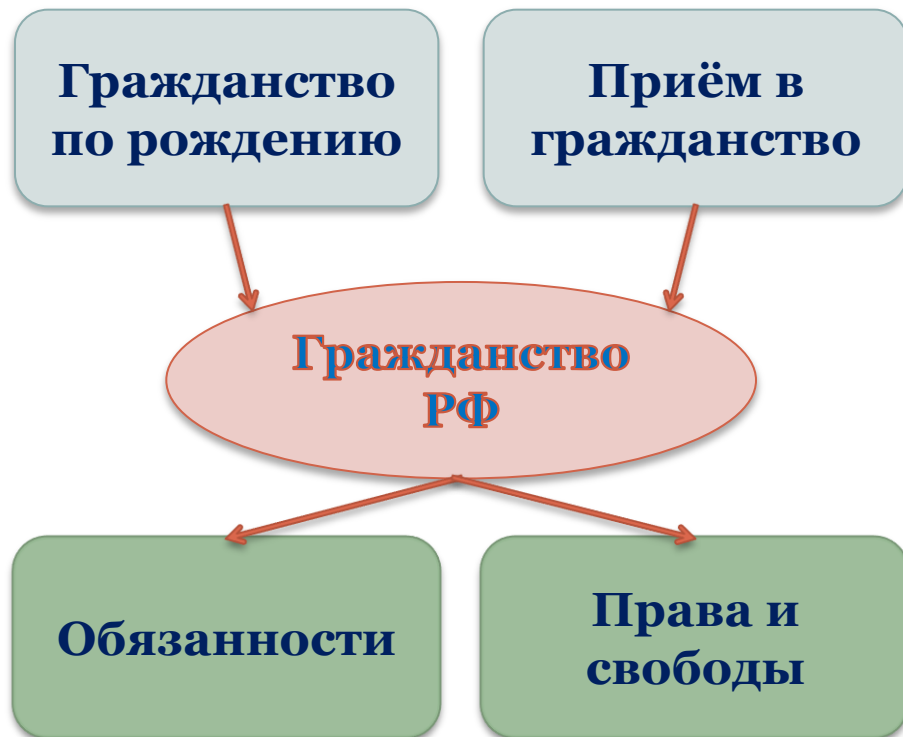 Гражданство
по рождению
Приём в
гражданство
Гражданство
РФ
Обязанности
Права и
свободы